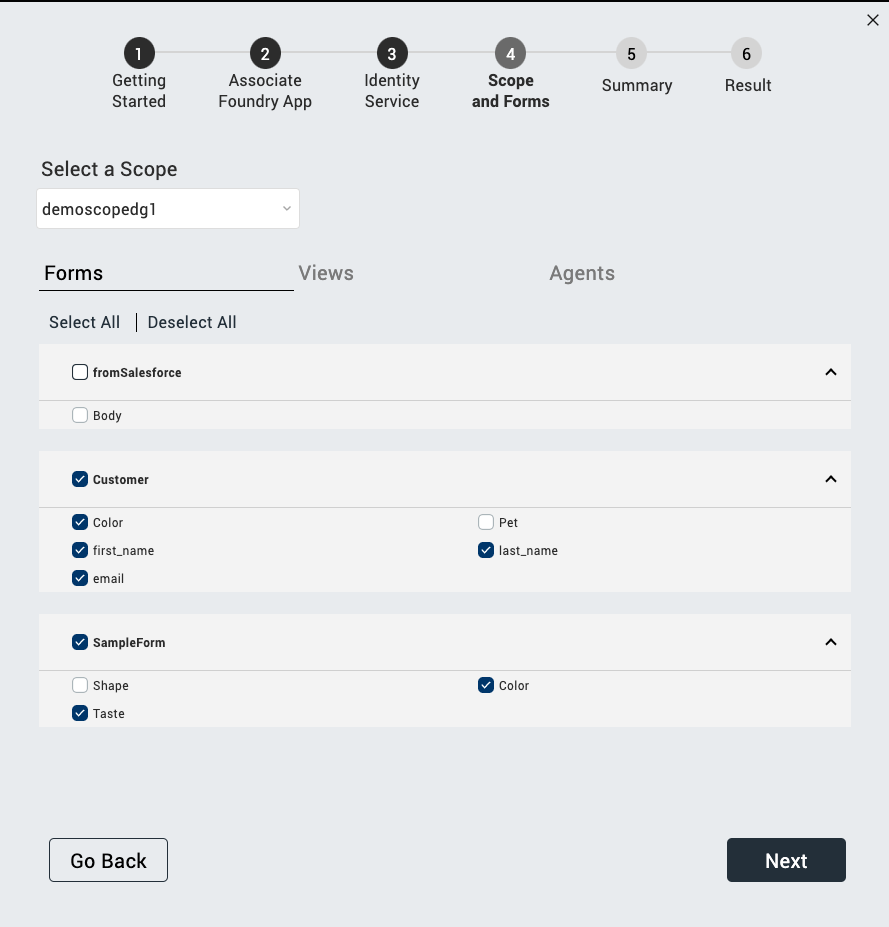 1 2 3 4 5 6
Getting Started
Associate Foundry App
Identity Service
Scope and Forms
Summary
Result
Select a Scope
demoscopedg1
Forms Views Agents
Select All | Deselect All
fromSalesforce
Body
Customer
Color Pet
first_name last_name
email
SampleForm
Shape Color
Taste
Go Back Next